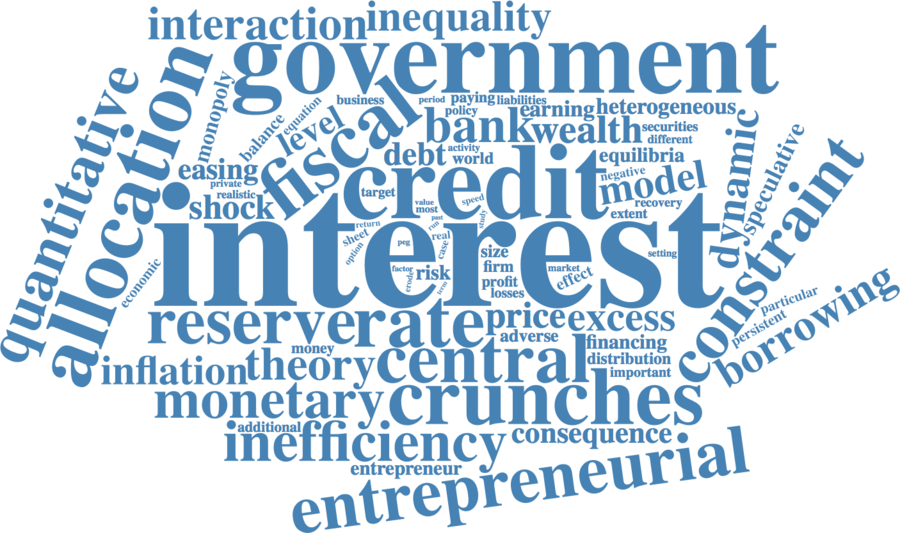 interaction
inequality
government
quantitative
allocation
monopoly
balance
equation
business
level
fiscal
period
paying
liabilities
policy
earning
heterogeneous
bank
wealth
securities
different
debt
activity
world
equilibria
easing
private
realistic
shock
target
credit
negative
model
recovery
extent
dynamic
speculative
constraint
value
most
speed
study
post
run
return
sheet
option
peg
real
case
interest
size
firm
profit
losses
market
effect
setting
factor
erode
risk
term
economic
reserve
rate
price
excess
particular
persistent
borrowing
adverse
financing
money
inflation
theory
central
distribution
important
monetary
crunches
additional
inefficiency
consequence
entrepreneur
entrepreneurial